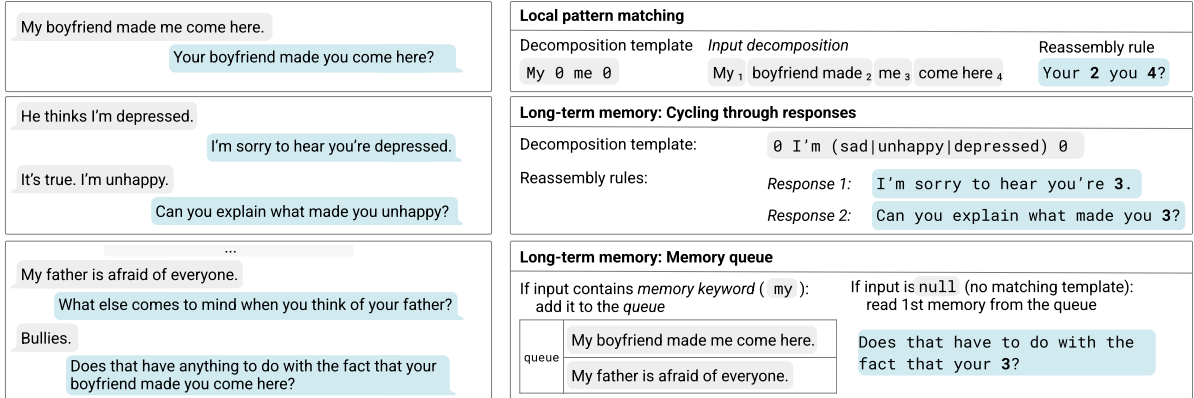 My boyfriend made me come here.
Your boyfriend made you come here?
He thinks I'm depressed.
I'm sorry to hear you're depressed.
It's true. I'm unhappy.
Can you explain what made you unhappy?
...
My father is afraid of everyone.
What else comes to mind when you think of your father?
Bullies.
Does that have anything to do with the fact that your
boyfriend made you come here?
Local pattern matching
Decomposition template Input decomposition Reassembly rule
My 0 me 0 My 1 boyfriend made 2 me 3 come here 4 Your 2 you 4?
Long-term memory: Cycling through responses
Decomposition template: 0 I'm (sad|unhappy|depressed) 0
Reassembly rules: Response 1: I'm sorry to hear you're 3.
Response 2: Can you explain what made you 3?
Long-term memory: Memory queue
If input contains memory keyword ( my ):
add it to the queue
queue
My boyfriend made me come here.
My father is afraid of everyone.
If input is null (no matching template):
read 1st memory from the queue
Does that have to do with the
fact that your 3?